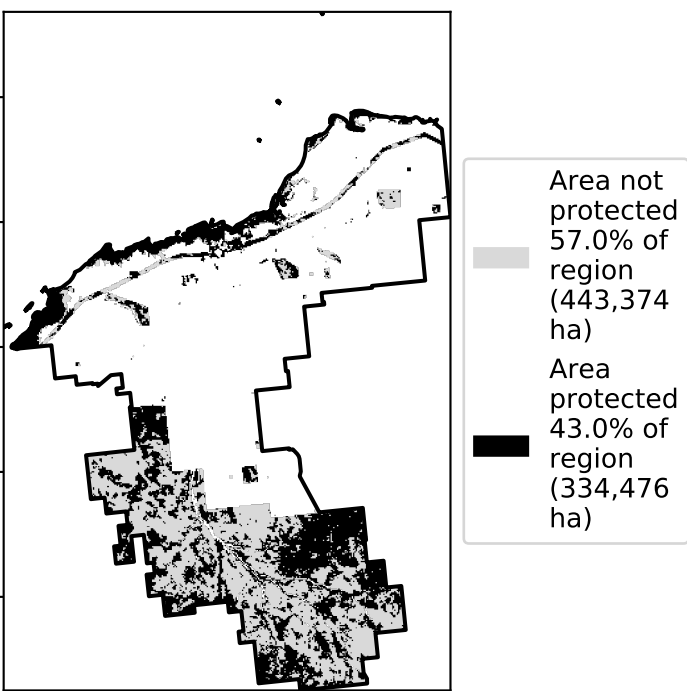 Area not
protected
57.0% of
region
(443,374
ha)
Area
protected
43.0% of
region
(334,476
ha)